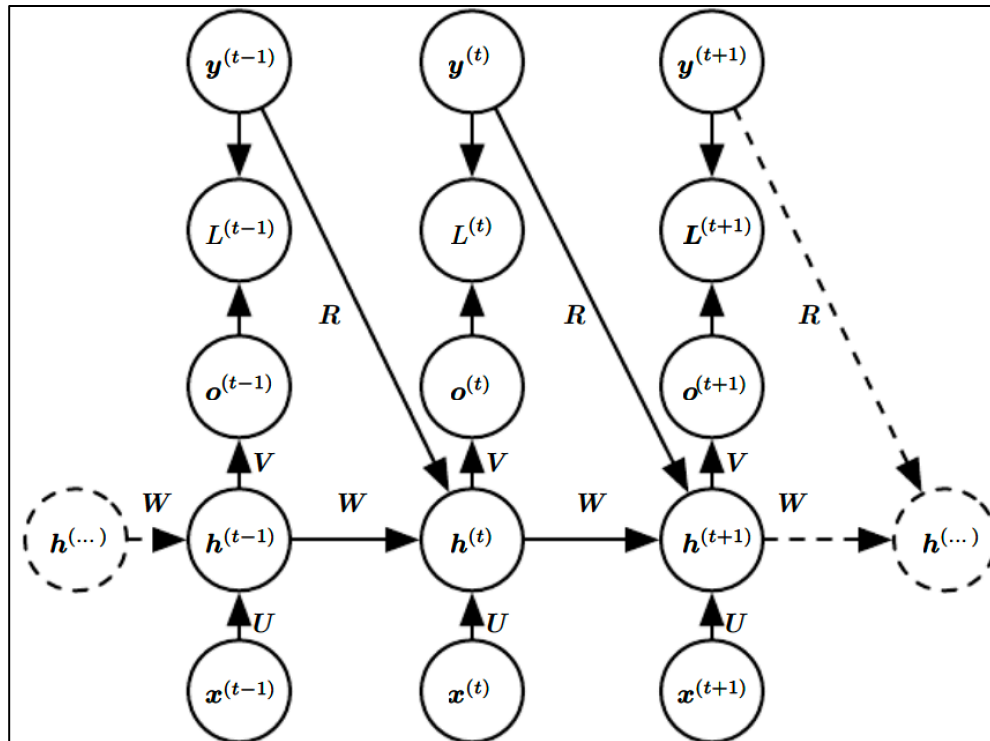 y^(t−1) y^(t) y^(t+1)
L^(t−1) L^(t) L^(t+1)
R R R
o^(t−1) o^(t) o^(t+1)
V V V
W W W W
h^(...) h^(t−1) h^(t) h^(t+1) h^(...)
U U U
x^(t−1) x^(t) x^(t+1)